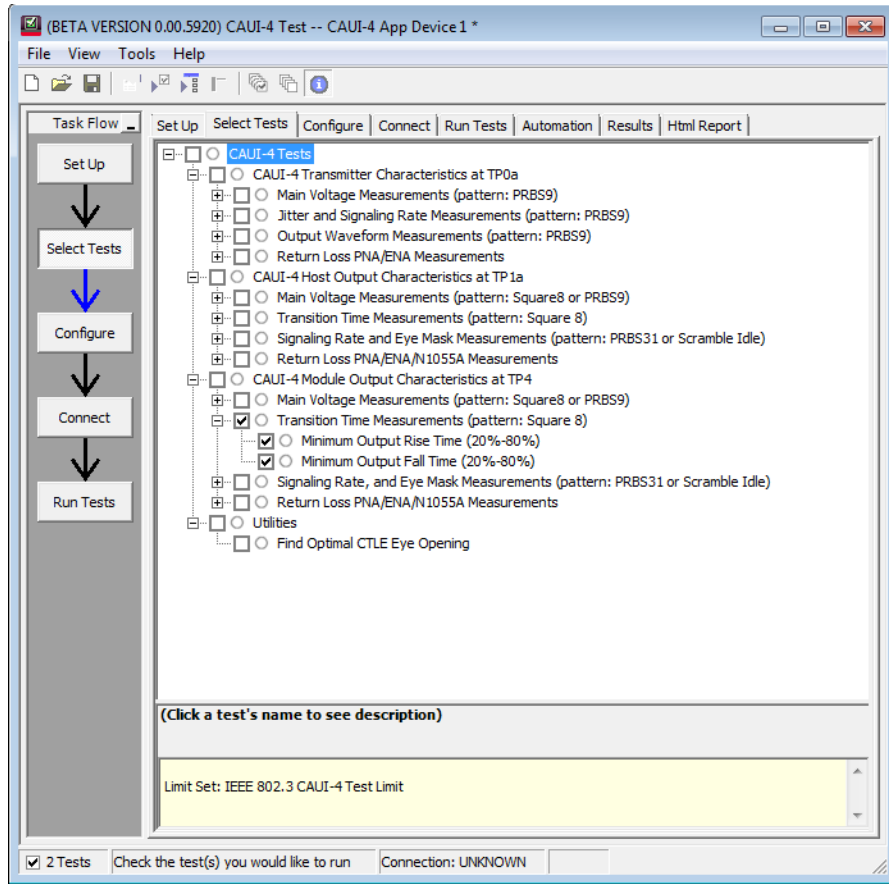 (BETA VERSION 0.00.5920) CAUI-4 Test -- CAUI-4 App Device 1 *
File View Tools Help
Task Flow
Set Up Select Tests Configure Connect Run Tests Automation Results Html Report
Set Up
Select Tests
Configure
Connect
Run Tests
CAUI-4 Tests
CAUI-4 Transmitter Characteristics at TP0a
Main Voltage Measurements (pattern: PRBS9)
Jitter and Signaling Rate Measurements (pattern: PRBS9)
Output Waveform Measurements (pattern: PRBS9)
Return Loss PNA/ENA Measurements
CAUI-4 Host Output Characteristics at TP1a
Main Voltage Measurements (pattern: Square8 or PRBS9)
Transition Time Measurements (pattern: Square 8)
Signaling Rate and Eye Mask Measurements (pattern: PRBS31 or Scramble Idle)
Return Loss PNA/ENA/N1055A Measurements
CAUI-4 Module Output Characteristics at TP4
Main Voltage Measurements (pattern: Square8 or PRBS9)
Transition Time Measurements (pattern: Square 8)
Minimum Output Rise Time (20%-80%)
Minimum Output Fall Time (20%-80%)
Signaling Rate, and Eye Mask Measurements (pattern: PRBS31 or Scramble Idle)
Return Loss PNA/ENA/N1055A Measurements
Utilities
Find Optimal CTLE Eye Opening
(Click a test's name to see description)
Limit Set: IEEE 802.3 CAUI-4 Test Limit
2 Tests Check the test(s) you would like to run Connection: UNKNOWN